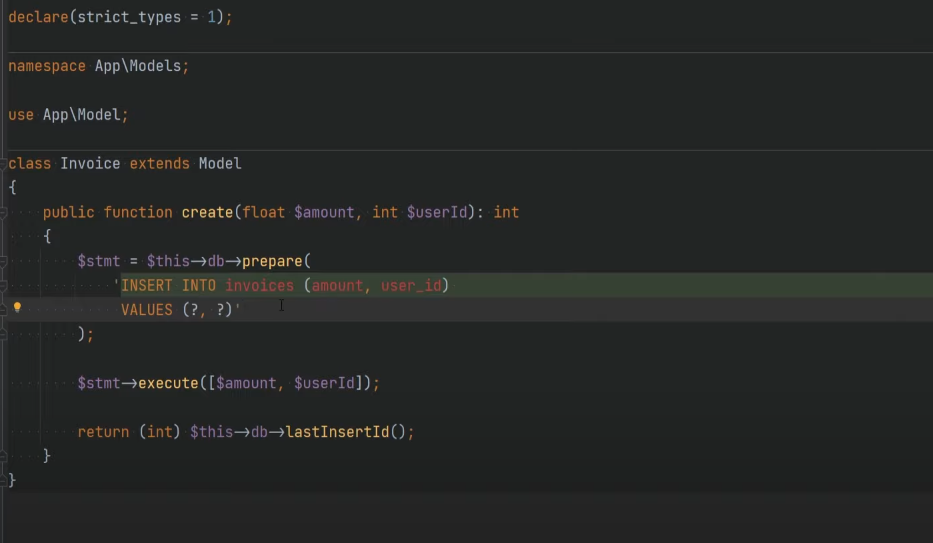 declare(strict_types = 1);
namespace App\Models;
use App\Model;
class Invoice extends Model
{
public function create(float $amount, int $userId): int
{
$stmt = $this->db->prepare(
'INSERT INTO invoices (amount, user_id)
VALUES (?, ?)'
);
$stmt->execute([$amount, $userId]);
return (int) $this->db->lastInsertId();
}
}